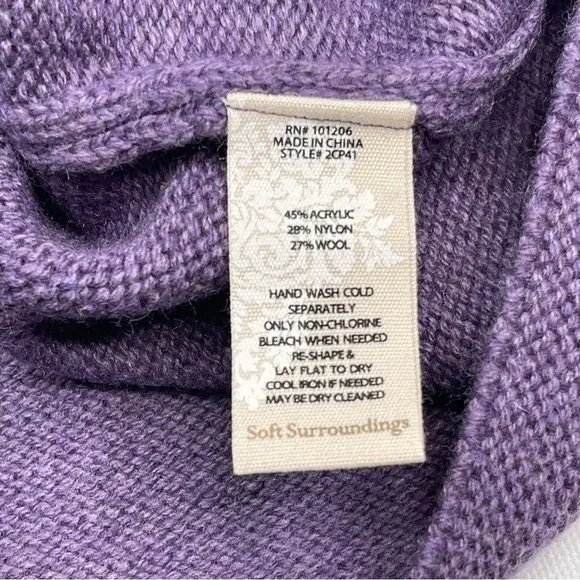 RN# 101206
MADE IN CHINA
STYLE# 2CP41
45% ACRYLIC
28% NYLON
27% WOOL
HAND WASH COLD
SEPARATELY
ONLY NON-CHLORINE
BLEACH WHEN NEEDED
RE-SHAPE &
LAY FLAT TO DRY
COOL IRON IF NEEDED
MAY BE DRY CLEANED
Soft Surroundings